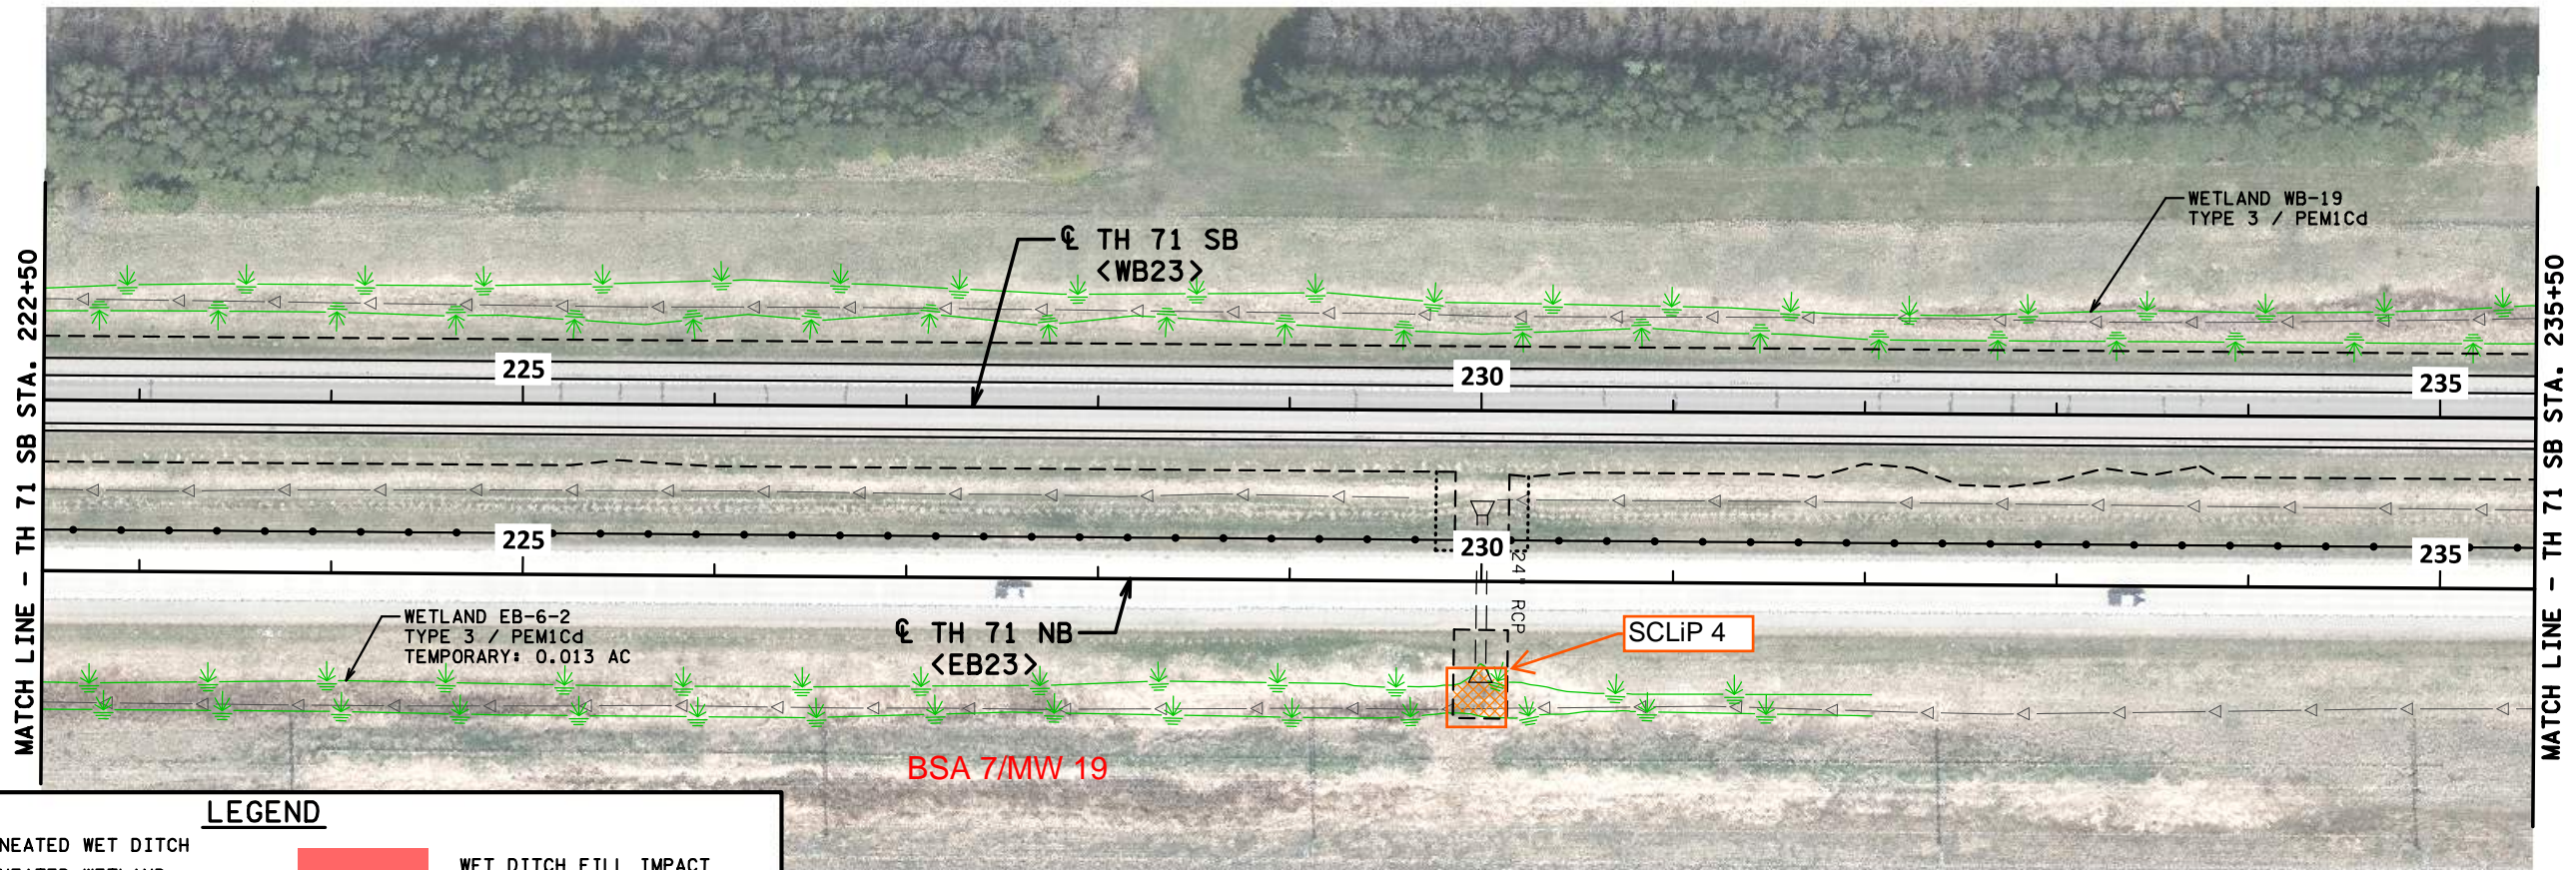 WETLAND WB-19
TYPE 3 / PEM1Cd
℄ TH 71 SB
<WB23>
MATCH LINE - TH 71 SB STA. 222+50
MATCH LINE - TH 71 SB STA. 235+50
225
230
235
225
230
235
24" RCP
WETLAND EB-6-2
TYPE 3 / PEM1Cd
TEMPORARY: 0.013 AC
℄ TH 71 NB
<EB23>
SCLiP 4
BSA 7/MW 19
LEGEND
NEATED WET DITCH
WET DITCH FILL IMPACT
NEATED WETLAND